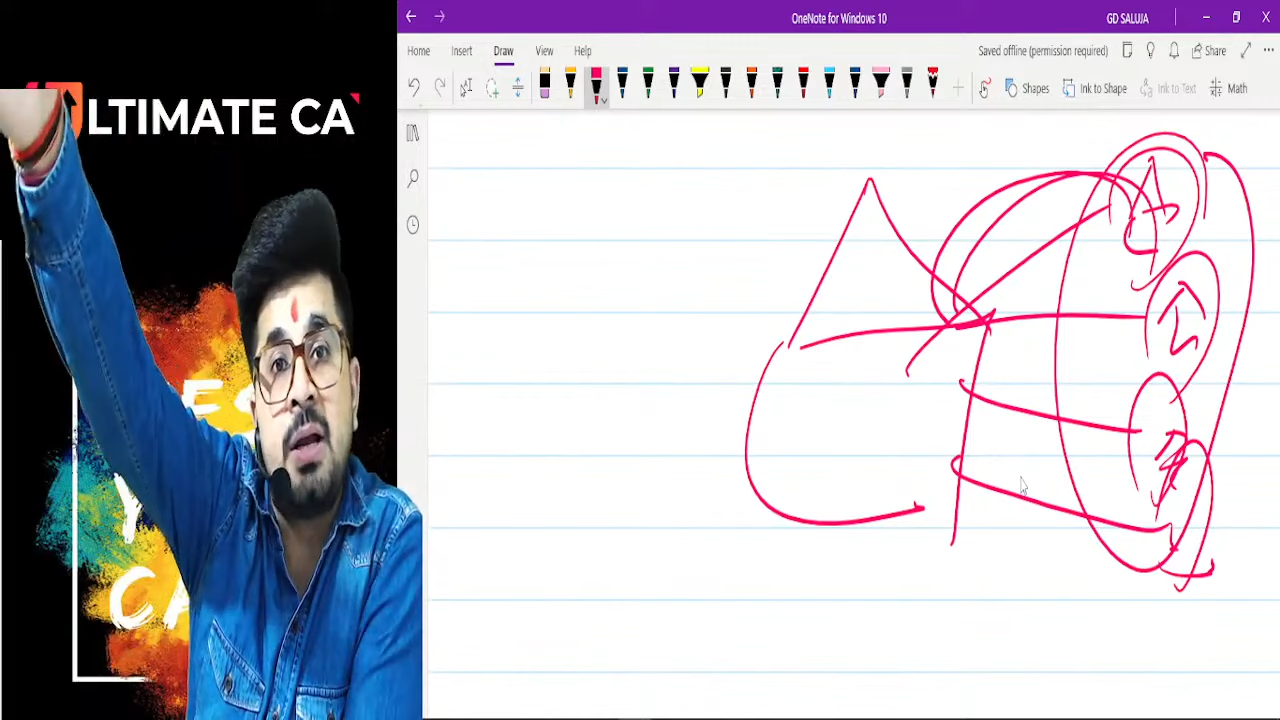 OneNote for Windows 10
GD SALUJA
Home
Insert
Draw
View
Help
Saved offline (permission required)
Share
Shapes
Ink to Shape
Ink to Text
Math
LTIMATE CA